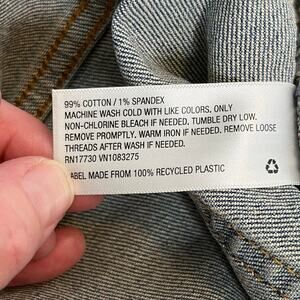 99% COTTON / 1% SPANDEX
MACHINE WASH COLD WITH LIKE COLORS, ONLY
NON-CHLORINE BLEACH IF NEEDED. TUMBLE DRY LOW.
REMOVE PROMPTLY. WARM IRON IF NEEDED. REMOVE LOOSE
THREADS AFTER WASH IF NEEDED.
RN17730 VN1083275
ABEL MADE FROM 100% RECYCLED PLASTIC